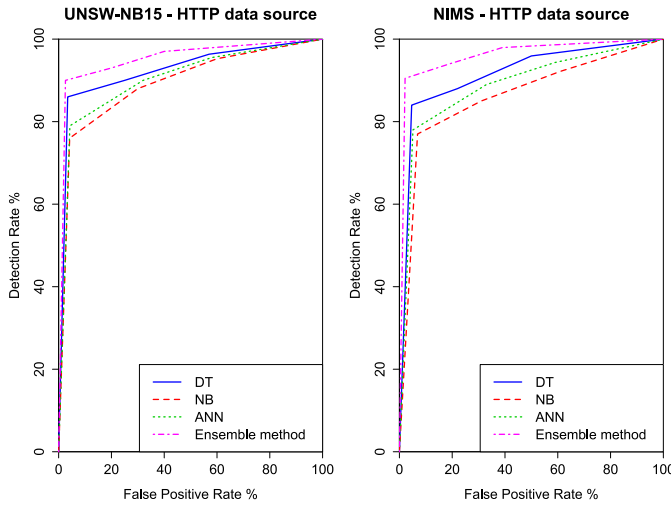 UNSW-NB15 - HTTP data source
Detection Rate %
100
80
60
40
20
0
DT
NB
ANN
Ensemble method
0 20 40 60 80 100
False Positive Rate %
NIMS - HTTP data source
Detection Rate %
100
80
60
40
20
0
DT
NB
ANN
Ensemble method
0 20 40 60 80 100
False Positive Rate %